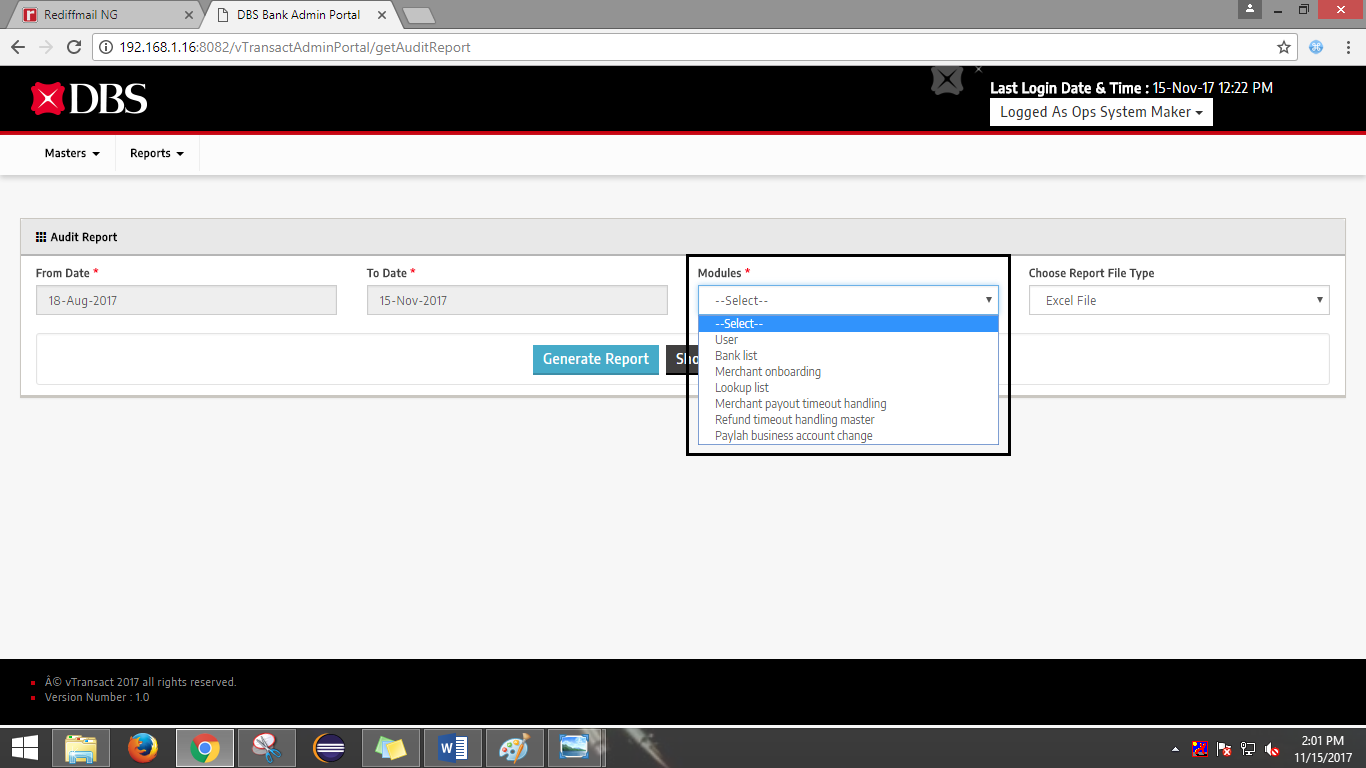 Rediffmail NG
DBS Bank Admin Portal
192.168.1.16:8082/vTransactAdminPortal/getAuditReport
DBS
Last Login Date & Time : 15-Nov-17 12:22 PM
Logged As Ops System Maker
Masters
Reports
Audit Report
From Date *
To Date *
Modules *
Choose Report File Type
18-Aug-2017
15-Nov-2017
--Select--
Excel File
--Select--
User
Bank list
Merchant onboarding
Lookup list
Merchant payout timeout handling
Refund timeout handling master
Paylah business account change
Generate Report
Sho
Â© vTransact 2017 all rights reserved.
Version Number : 1.0
2:01 PM
11/15/2017